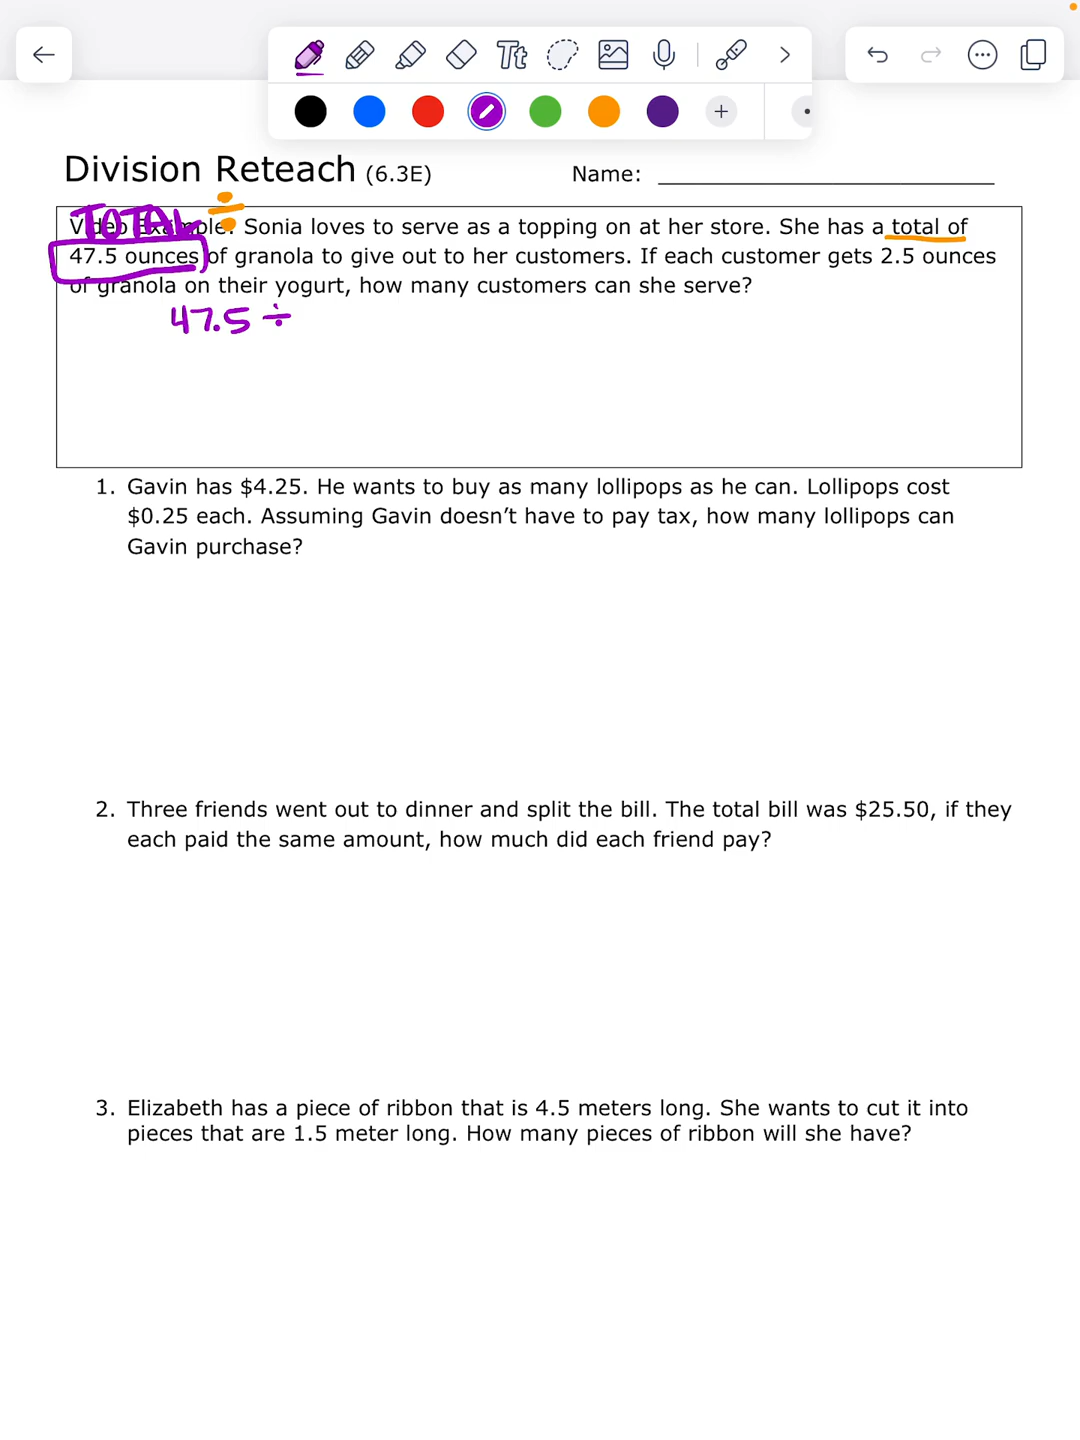 Tt
Division Reteach (6.3E) Name:
TOTAL ÷
Video Example: Sonia loves to serve as a topping on at her store. She has a total of
47.5 ounces of granola to give out to her customers. If each customer gets 2.5 ounces
of granola on their yogurt, how many customers can she serve?
47.5 ÷
1. Gavin has $4.25. He wants to buy as many lollipops as he can. Lollipops cost
$0.25 each. Assuming Gavin doesn’t have to pay tax, how many lollipops can
Gavin purchase?
2. Three friends went out to dinner and split the bill. The total bill was $25.50, if they
each paid the same amount, how much did each friend pay?
3. Elizabeth has a piece of ribbon that is 4.5 meters long. She wants to cut it into
pieces that are 1.5 meter long. How many pieces of ribbon will she have?